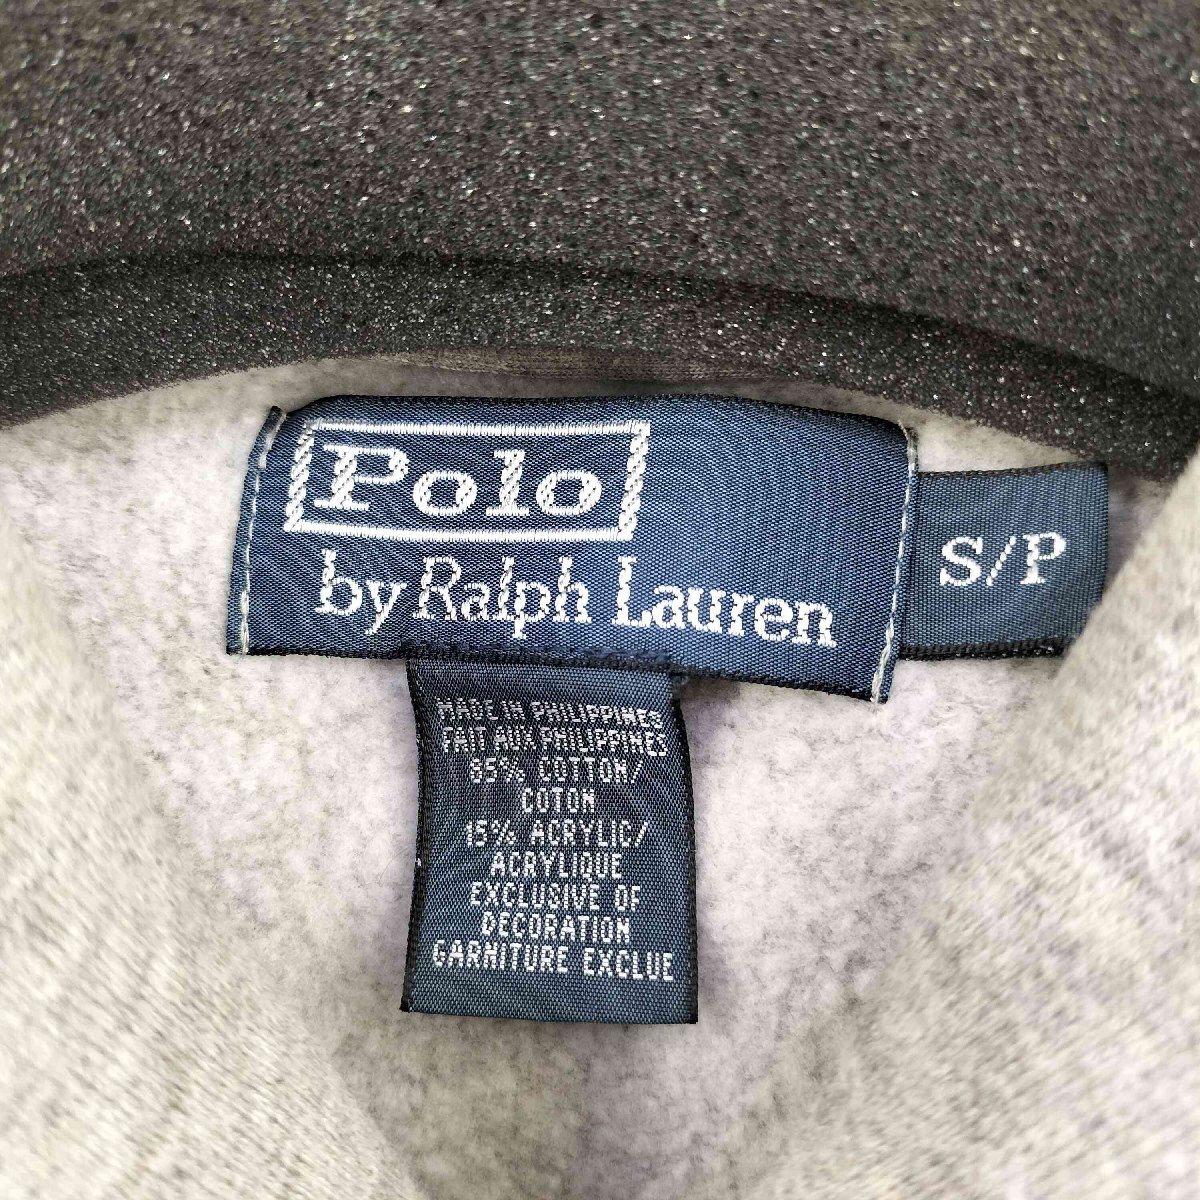 Polo
by Ralph Lauren
S/P
MADE IN PHILIPPINES
FAIT AUX PHILIPPINES
85% COTTON/
COTON
15% ACRYLIC/
ACRYLIQUE
EXCLUSIVE OF
DECORATION
GARMITURE EXCLUE